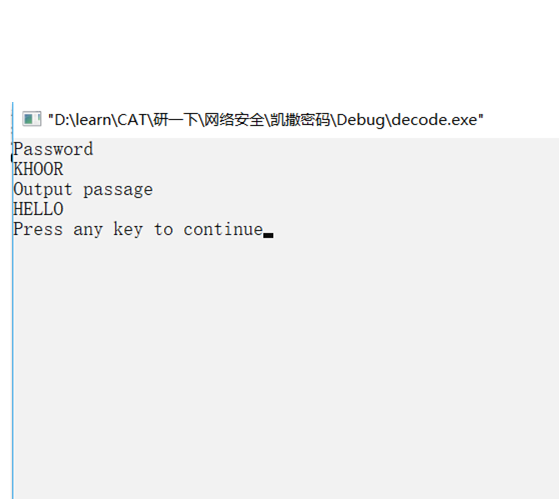 "D:\learn\CAT\研一下\网络安全\凯撒密码\Debug\decode.exe"
Password
KHOOR
Output passage
HELLO
Press any key to continue